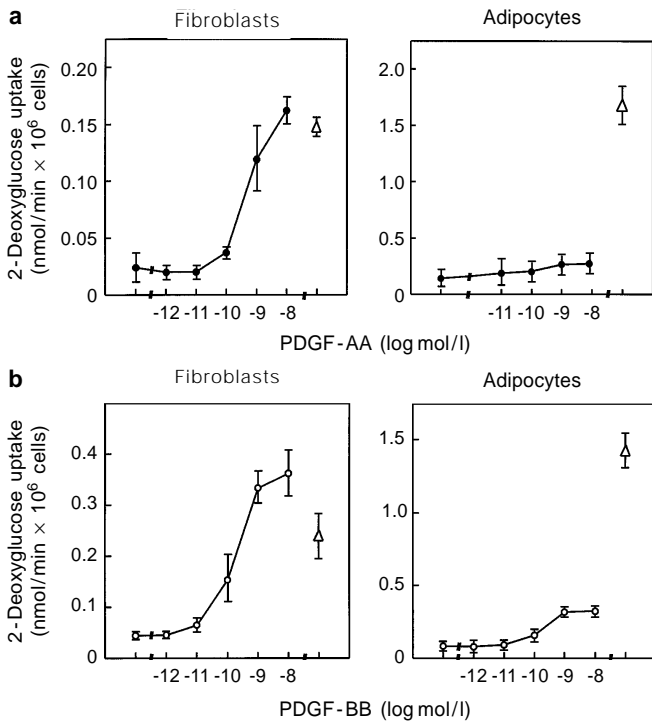 a
Fibroblasts
Adipocytes
2-Deoxyglucose uptake
(nmol/min × 10⁶ cells)
0.20
0.15
0.10
0.05
0
2.0
1.5
1.0
0.5
0
-12 -11 -10 -9 -8
-11 -10 -9 -8
PDGF-AA (log mol/l)
b
Fibroblasts
Adipocytes
2-Deoxyglucose uptake
(nmol/min × 10⁶ cells)
0.4
0.3
0.2
0.1
0
1.5
1.0
0.5
0
-12 -11 -10 -9 -8
-12 -11 -10 -9 -8
PDGF-BB (log mol/l)